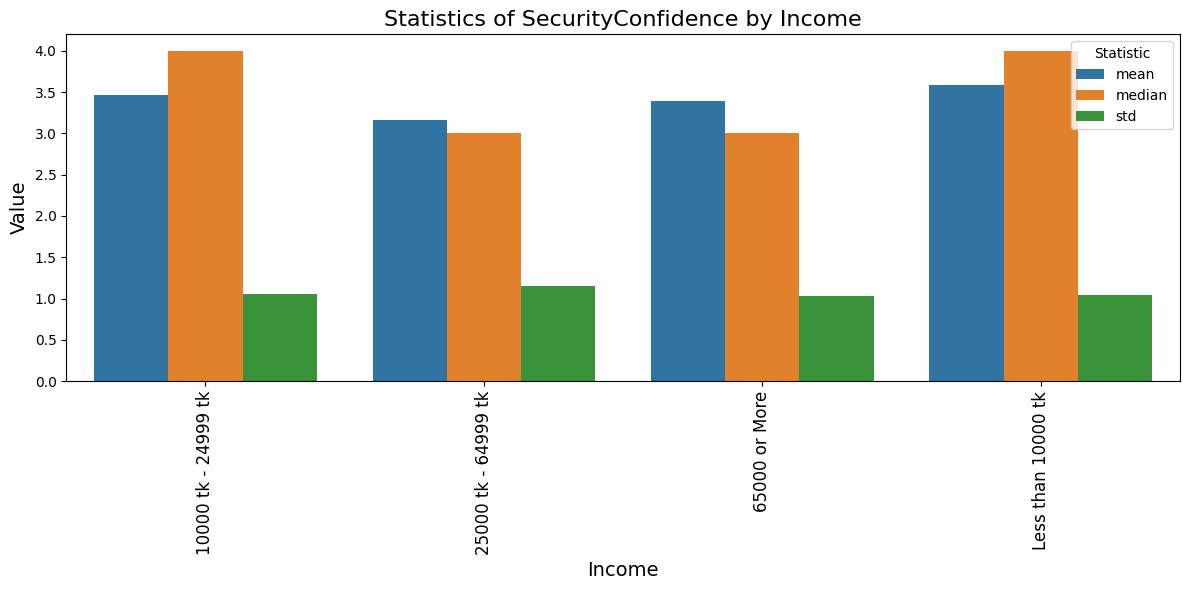 Statistics of SecurityConfidence by Income
Statistic
mean
median
std
Value
4.0
3.5
3.0
2.5
2.0
1.5
1.0
0.5
0.0
10000 tk - 24999 tk
25000 tk - 64999 tk
65000 or More
Less than 10000 tk
Income